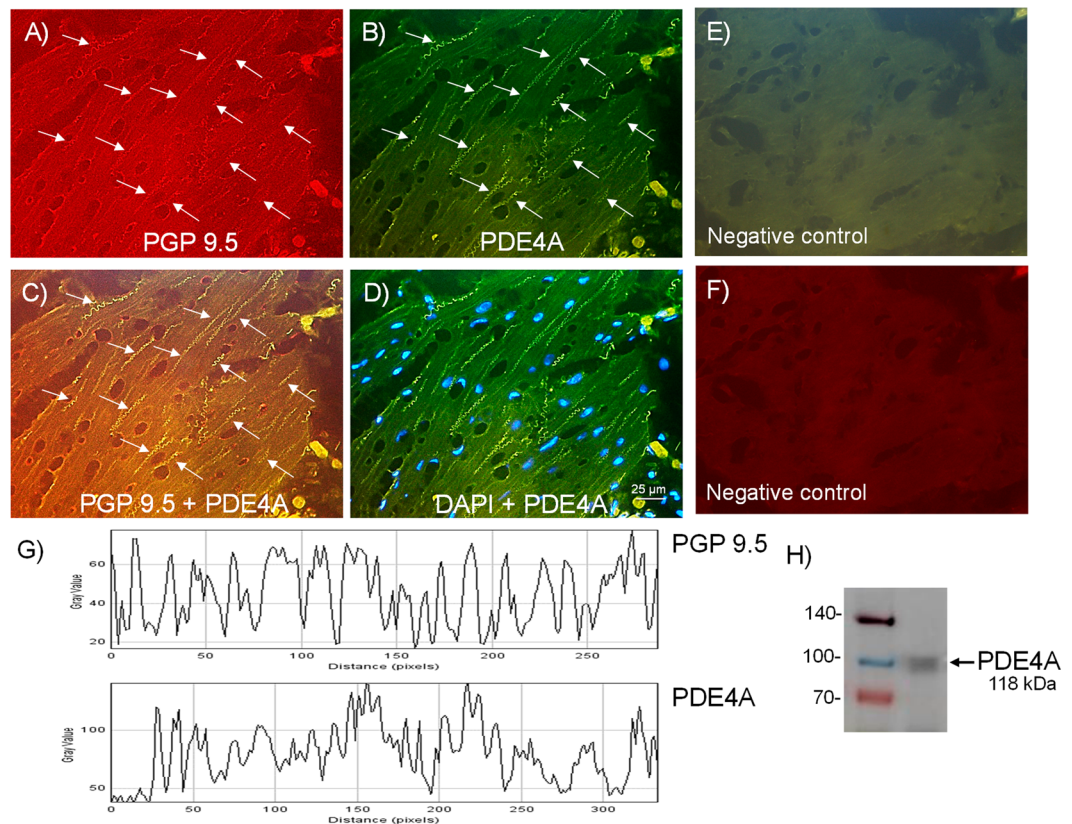 A)
PGP 9.5
B)
PDE4A
E)
Negative control
C)
PGP 9.5 + PDE4A
D)
25 µm
DAPI + PDE4A
F)
Negative control
G)
PGP 9.5
Gray Value
60
40
20
0
50
100
150
200
250
Distance (pixels)
PDE4A
Gray Value
100
50
0
50
100
150
200
250
300
Distance (pixels)
H)
140-
100-
70-
PDE4A
118 kDa